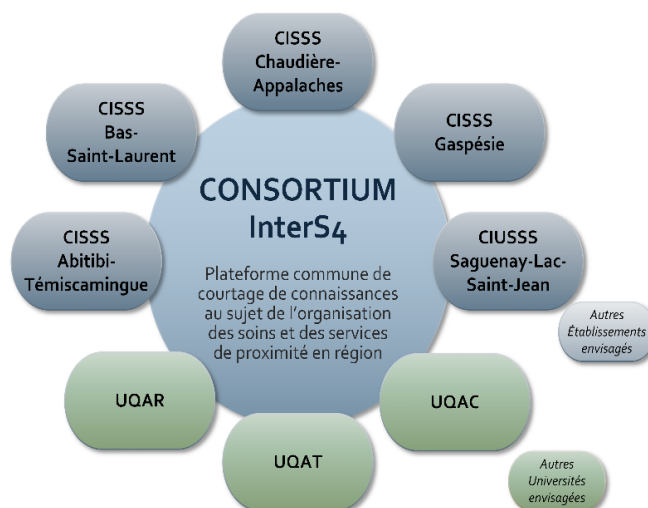 CISSS
Chaudière-
Appalaches
CISSS
Bas-
Saint-Laurent
CISSS
Gaspésie
CONSORTIUM
InterS4
CISSS
Abitibi-
Témiscamingue
CIUSSS
Saguenay-Lac-
Saint-Jean
Plateforme commune de
courtage de connaissances
au sujet de l'organisation
des soins et des services
de proximité en région
Autres
Établissements
envisagés
UQAR
UQAC
UQAT
Autres
Universités
envisagées